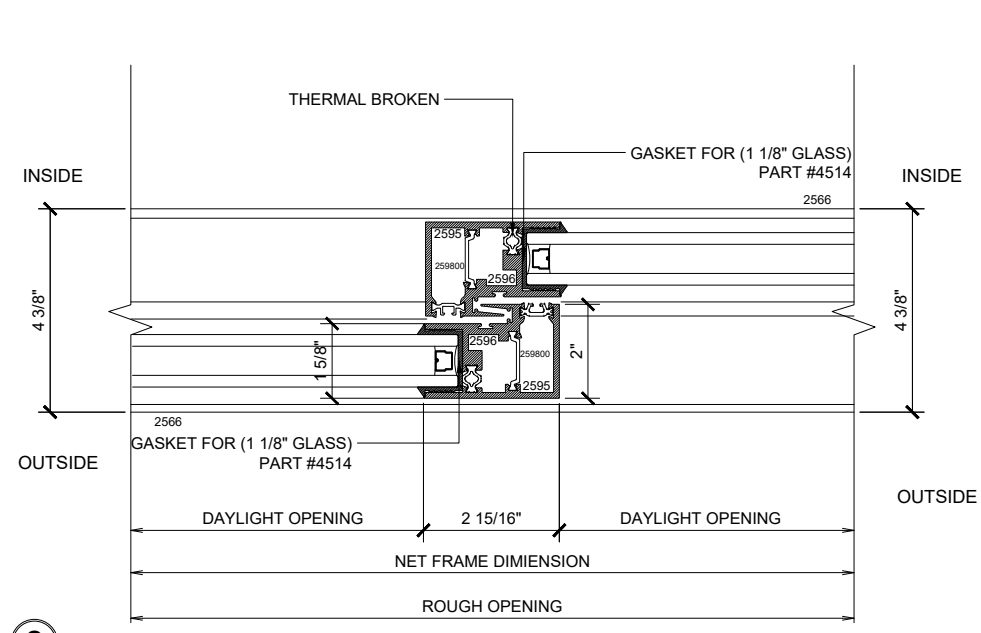 THERMAL BROKEN
GASKET FOR (1 1/8" GLASS)
PART #4514
INSIDE
INSIDE
2566
2595
259800
2596
4 3/8"
4 3/8"
1 5/8"
2596
259800
2"
2595
2566
GASKET FOR (1 1/8" GLASS)
PART #4514
OUTSIDE
OUTSIDE
DAYLIGHT OPENING
2 15/16"
DAYLIGHT OPENING
NET FRAME DIMIENSION
ROUGH OPENING